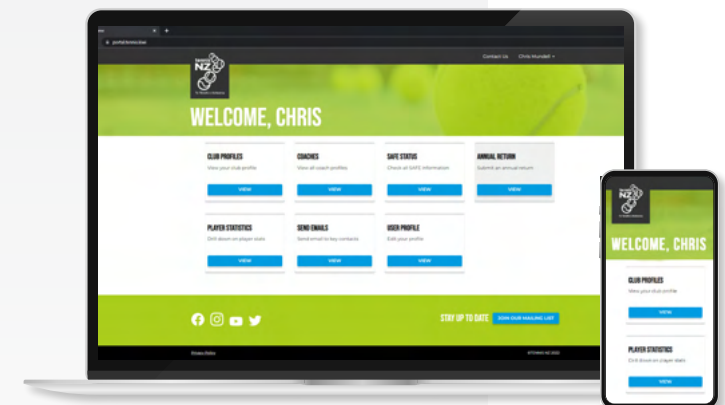 Contact Us Chris Mundell
tennis
NZ
WELCOME, CHRIS
CLUB PROFILES
View your club profile
VIEW
COACHES
View all coach profiles
VIEW
SAFE STATUS
Check all SAFE information
VIEW
ANNUAL RETURN
Submit an annual return
VIEW
PLAYER STATISTICS
Drill down on player stats
VIEW
SEND EMAILS
Send email to key contacts
VIEW
USER PROFILE
Edit your profile
VIEW
STAY UP TO DATE JOIN OUR MAILING LIST
Privacy Policy
NZ
WELCOME, CHRIS
CLUB PROFILES
View your club profile
VIEW
PLAYER STATISTICS
Drill down on player stats
VIEW